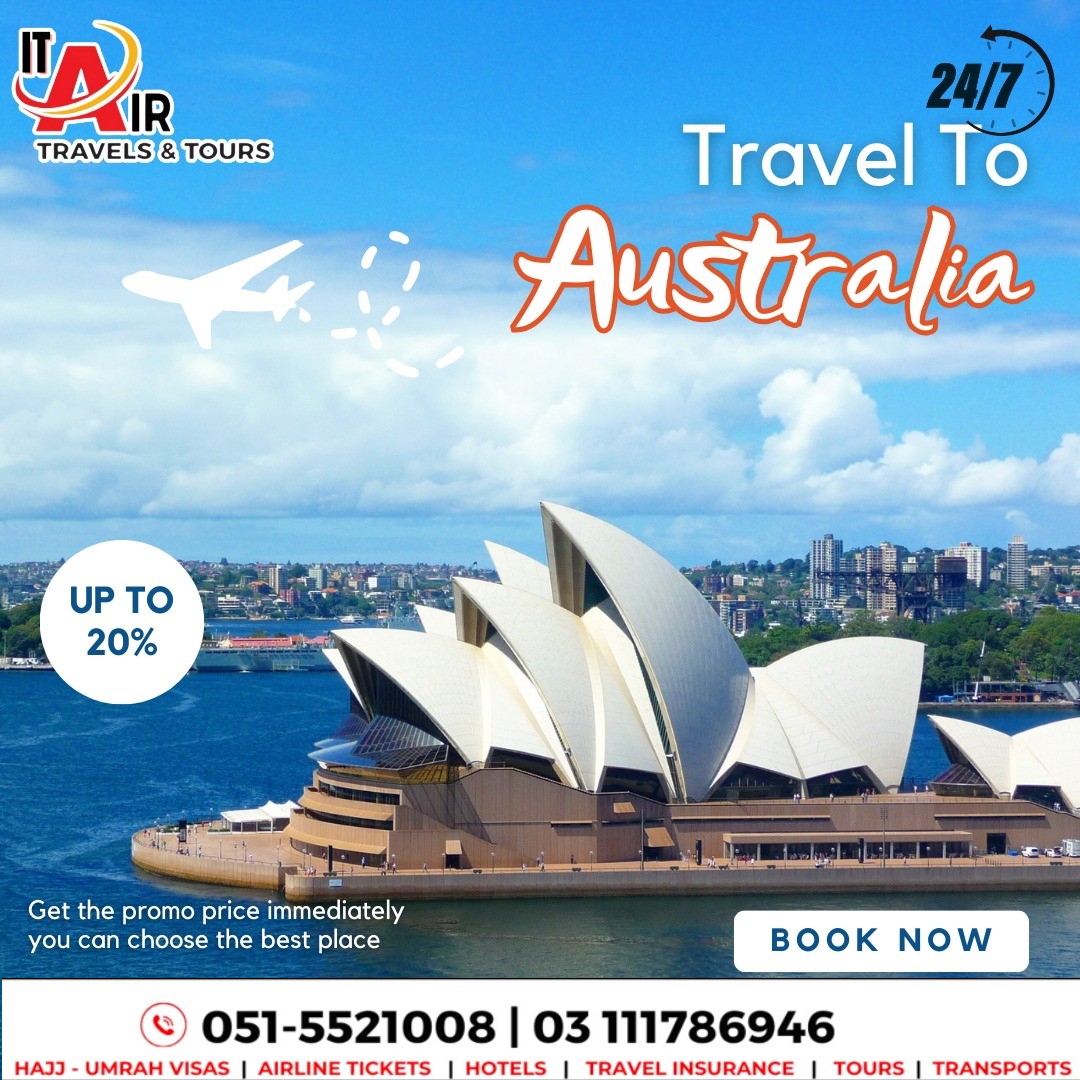 IT AIR
TRAVELS & TOURS
24/7
Travel To
Australia
UP TO
20%
Get the promo price immediately
you can choose the best place
BOOK NOW
051-5521008 | 03 111786946
HAJJ - UMRAH VISAS | AIRLINE TICKETS | HOTELS | TRAVEL INSURANCE | TOURS | TRANSPORTS